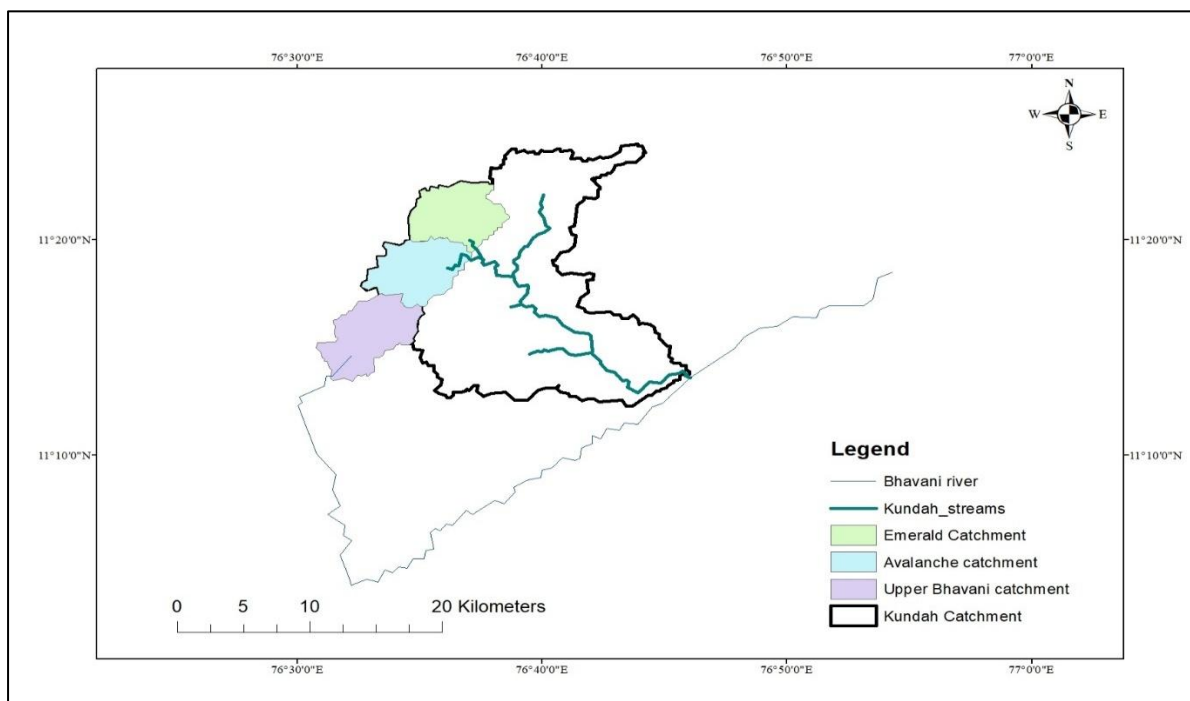 76°30'0"E 76°40'0"E 76°50'0"E 77°0'0"E
N
W E
S
11°20'0"N 11°20'0"N
11°10'0"N 11°10'0"N
Legend
Bhavani river
Kundah_streams
Emerald Catchment
Avalanche catchment
Upper Bhavani catchment
Kundah Catchment
0 5 10 20 Kilometers
76°30'0"E 76°40'0"E 76°50'0"E 77°0'0"E